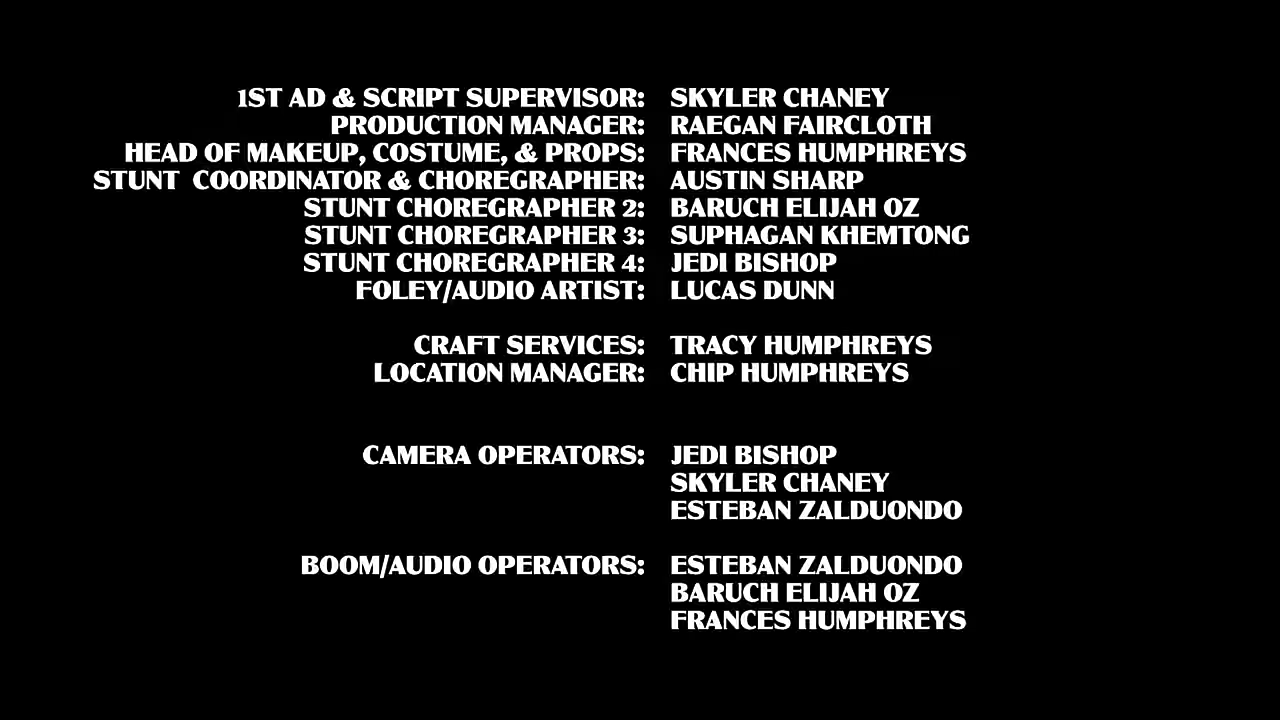 1ST AD & SCRIPT SUPERVISOR: SKYLER CHANEY
PRODUCTION MANAGER: RAEGAN FAIRCLOTH
HEAD OF MAKEUP, COSTUME, & PROPS: FRANCES HUMPHREYS
STUNT  COORDINATOR & CHOREGRAPHER: AUSTIN SHARP
STUNT CHOREGRAPHER 2: BARUCH ELIJAH OZ
STUNT CHOREGRAPHER 3: SUPHAGAN KHEMTONG
STUNT CHOREGRAPHER 4: JEDI BISHOP
FOLEY/AUDIO ARTIST: LUCAS DUNN
CRAFT SERVICES: TRACY HUMPHREYS
LOCATION MANAGER: CHIP HUMPHREYS
CAMERA OPERATORS: JEDI BISHOP
SKYLER CHANEY
ESTEBAN ZALDUONDO
BOOM/AUDIO OPERATORS: ESTEBAN ZALDUONDO
BARUCH ELIJAH OZ
FRANCES HUMPHREYS